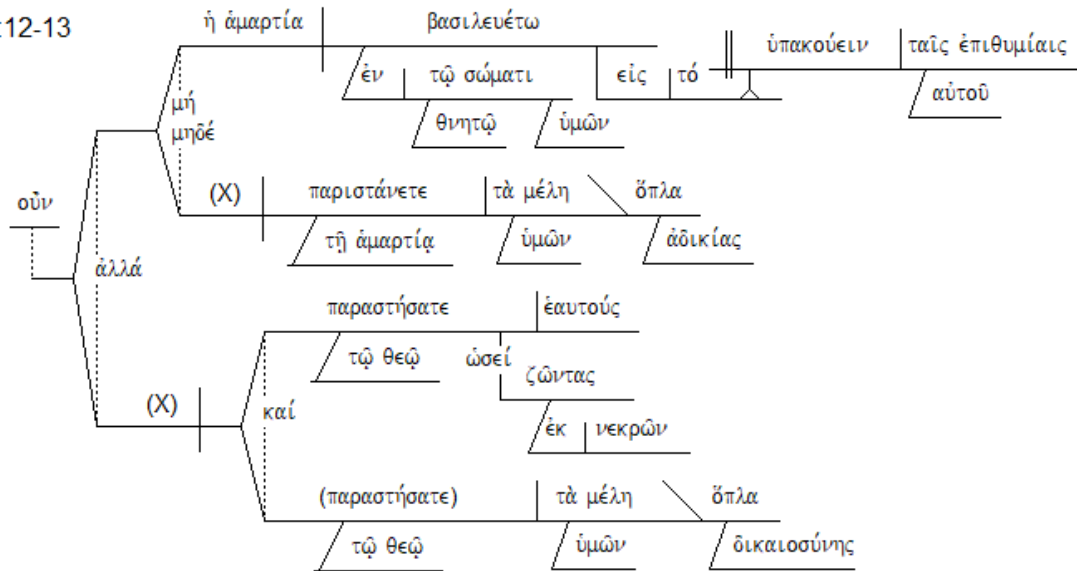 :12-13
ἡ ἁμαρτία βασιλευέτω ὑπακούειν ταῖς ἐπιθυμίαις
ἐν τῷ σώματι εἰς τό αὐτοῦ
μή
μηδέ
θνητῷ ὑμῶν
οὖν (X) παριστάνετε τὰ μέλη ὅπλα
τῇ ἁμαρτίᾳ ὑμῶν ἀδικίας
ἀλλά
παραστήσατε ἑαυτούς
τῷ θεῷ ὡσεί ζῶντας
(X) καί
ἐκ νεκρῶν
(παραστήσατε) τὰ μέλη ὅπλα
τῷ θεῷ ὑμῶν δικαιοσύνης